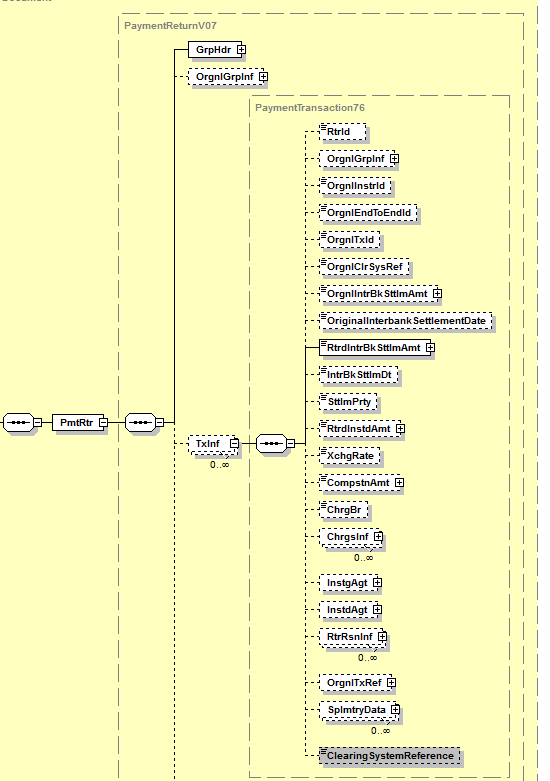 PaymentReturnV07
GrpHdr
OrgnlGrpInf
PaymentTransaction76
RtrId
OrgnlGrpInf
OrgnlInstrId
OrgnlEndToEndId
OrgnlTxId
OrgnlClrSysRef
OrgnlIntrBkSttlmAmt
OriginalInterbankSettlementDate
RtrdIntrBkSttlmAmt
IntrBkSttlmDt
SttlmPrty
PmtRtr
TxInf
0..∞
RtrdInstdAmt
XchgRate
CompstnAmt
ChrgBr
ChrgsInf
0..∞
InstgAgt
InstdAgt
RtrRsnInf
0..∞
OrgnlTxRef
SplmtryData
0..∞
ClearingSystemReference